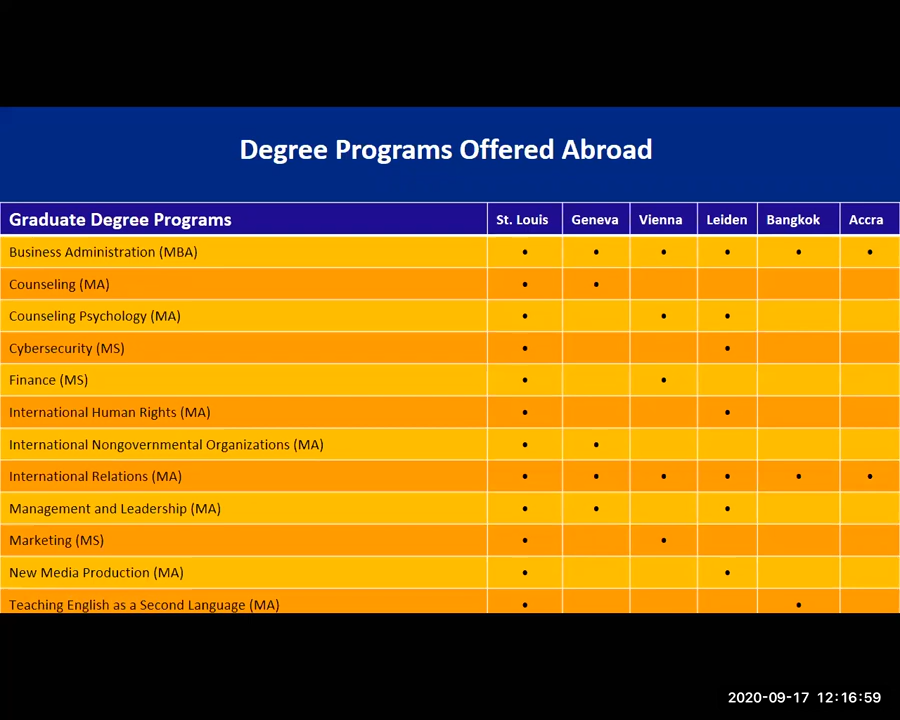 Degree Programs Offered Abroad
Graduate Degree Programs St. Louis Geneva Vienna Leiden Bangkok Accra
Business Administration (MBA) • • • • • •
Counseling (MA) • •
Counseling Psychology (MA) • • •
Cybersecurity (MS) • •
Finance (MS) • •
International Human Rights (MA) • •
International Nongovernmental Organizations (MA) • •
International Relations (MA) • • • • • •
Management and Leadership (MA) • • •
Marketing (MS) • •
New Media Production (MA) • •
Teaching English as a Second Language (MA) • •
2020-09-17 12:16:59